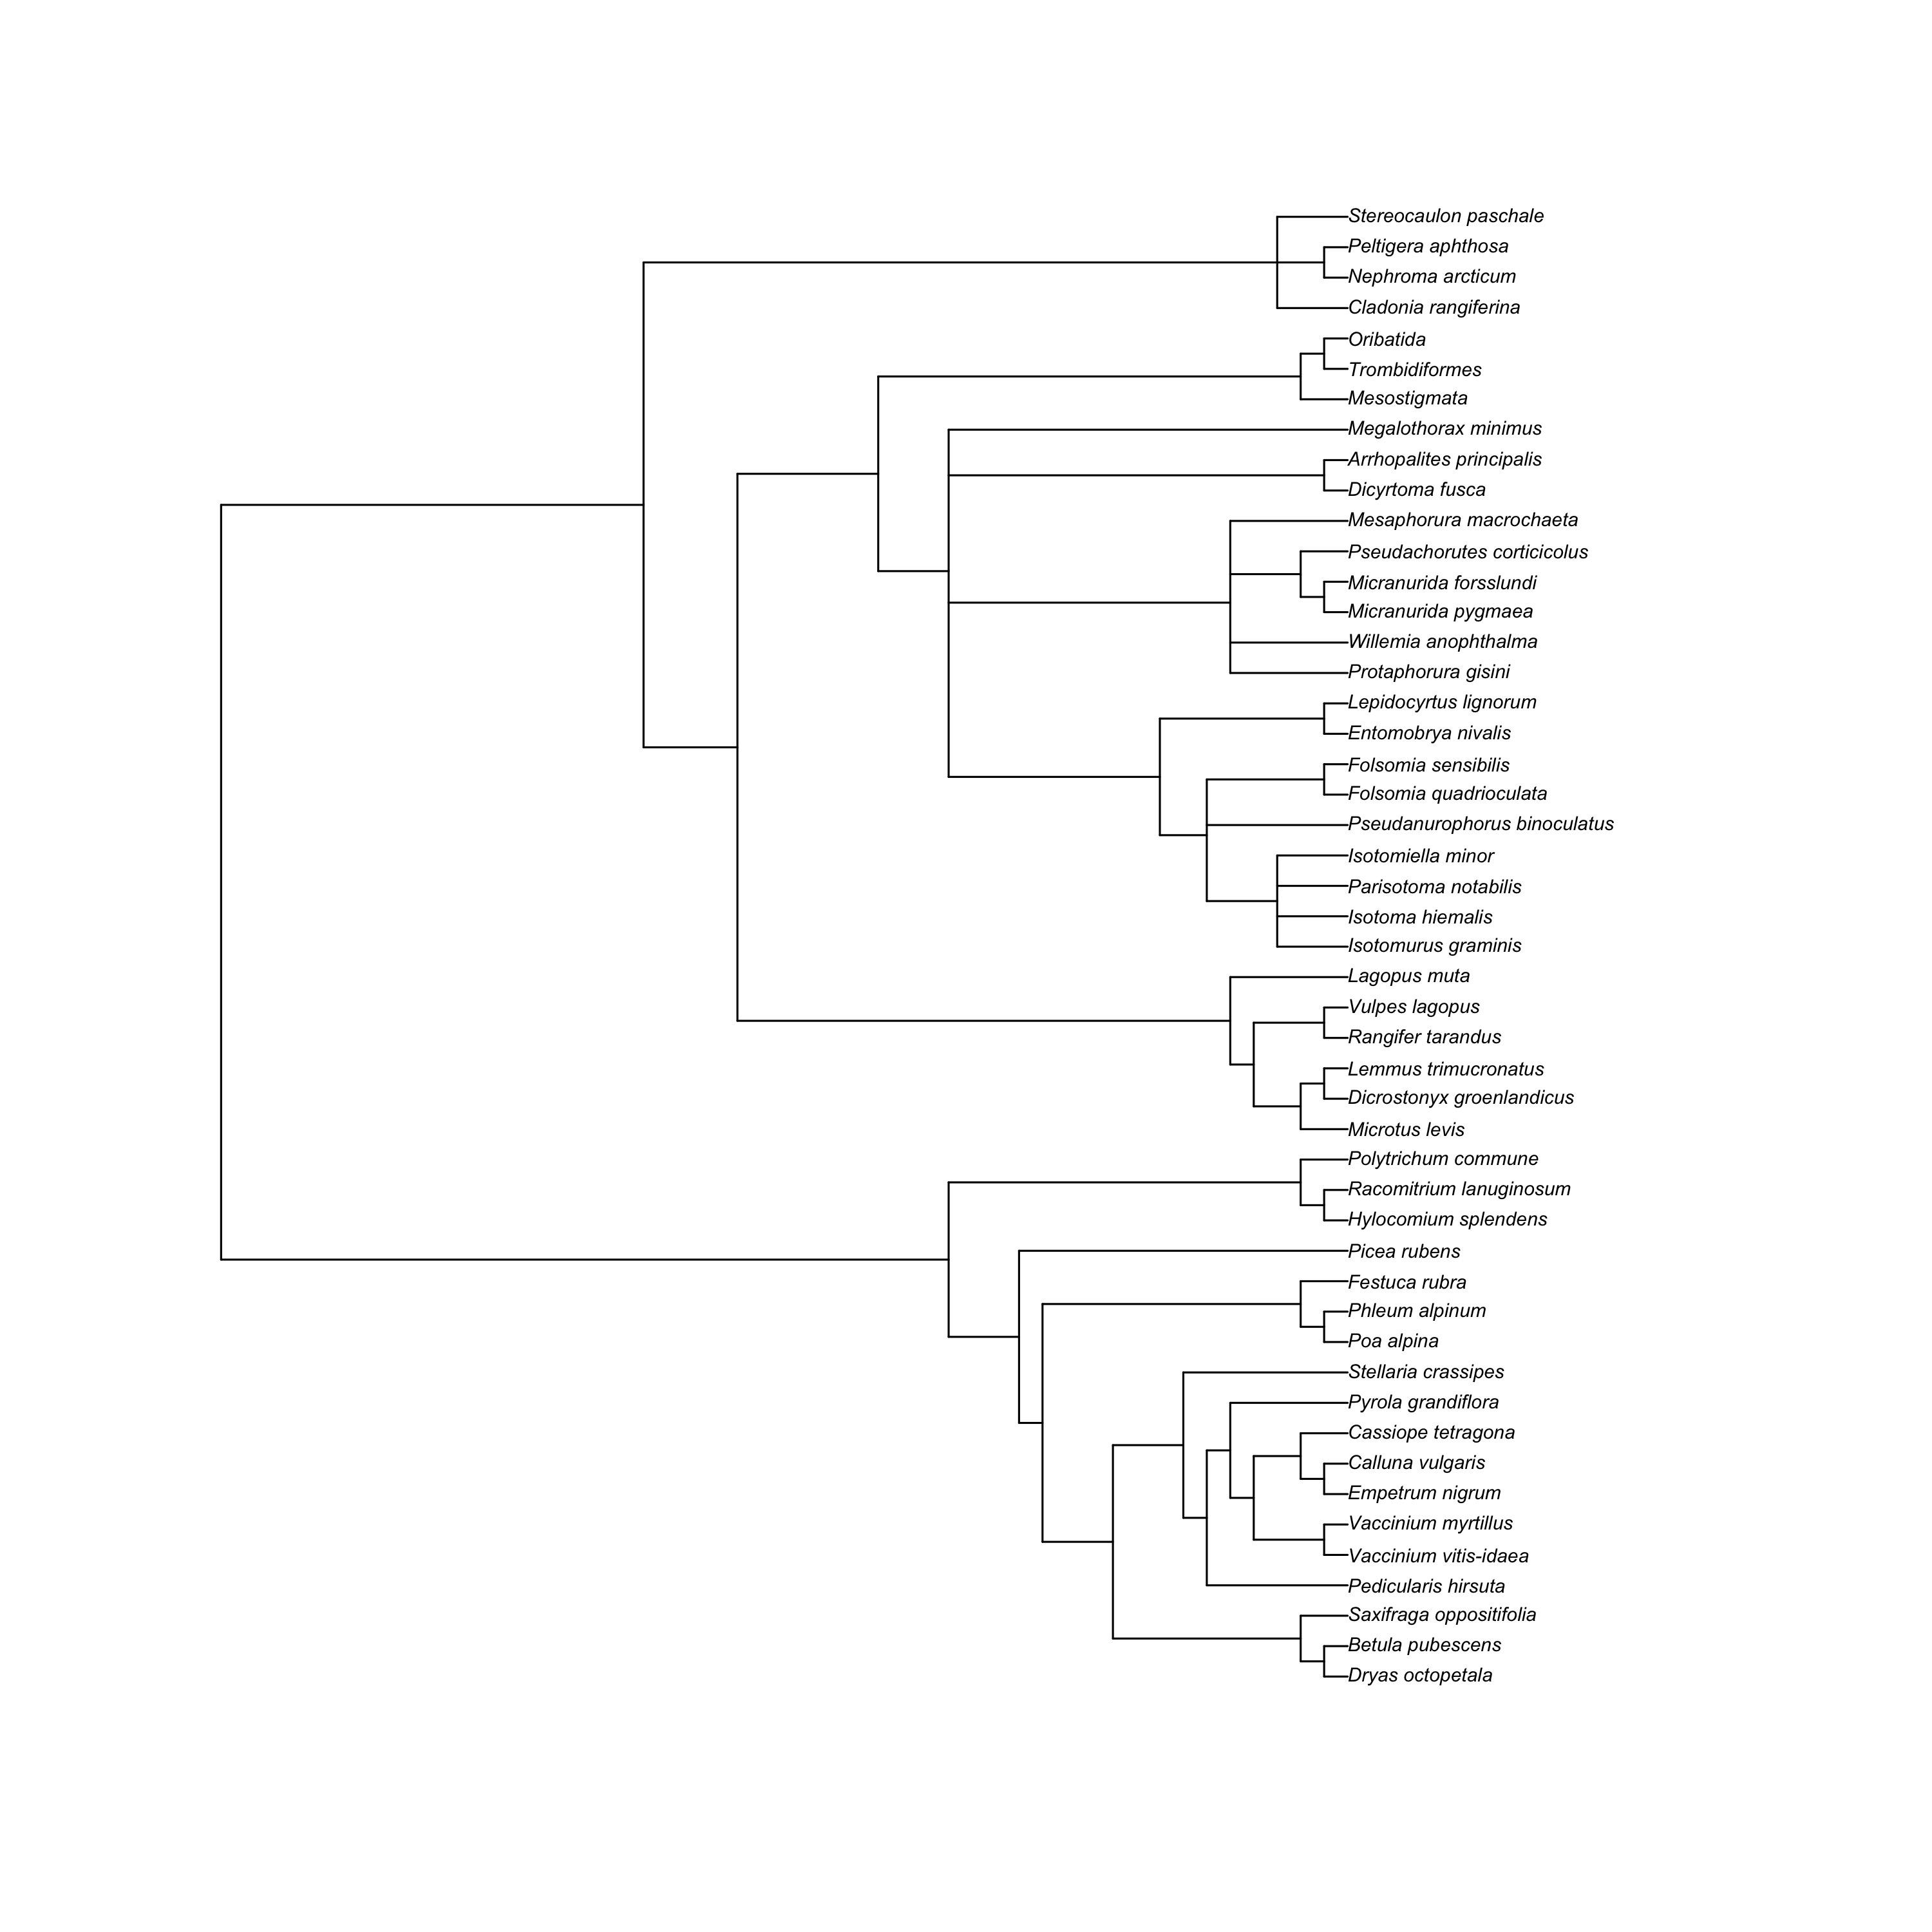 Stereocaulon paschale
Peltigera aphthosa
Nephroma arcticum
Cladonia rangiferina
Oribatida
Trombidiformes
Mesostigmata
Megalothorax minimus
Arrhopalites principalis
Dicyrtoma fusca
Mesaphorura macrochaeta
Pseudachorutes corticicolus
Micranurida forsslundi
Micranurida pygmaea
Willemia anophthalma
Protaphorura gisini
Lepidocyrtus lignorum
Entomobrya nivalis
Folsomia sensibilis
Folsomia quadrioculata
Pseudanurophorus binoculatus
Isotomiella minor
Parisotoma notabilis
Isotoma hiemalis
Isotomurus graminis
Lagopus muta
Vulpes lagopus
Rangifer tarandus
Lemmus trimucronatus
Dicrostonyx groenlandicus
Microtus levis
Polytrichum commune
Racomitrium lanuginosum
Hylocomium splendens
Picea rubens
Festuca rubra
Phleum alpinum
Poa alpina
Stellaria crassipes
Pyrola grandiflora
Cassiope tetragona
Calluna vulgaris
Empetrum nigrum
Vaccinium myrtillus
Vaccinium vitis-idaea
Pedicularis hirsuta
Saxifraga oppositifolia
Betula pubescens
Dryas octopetala